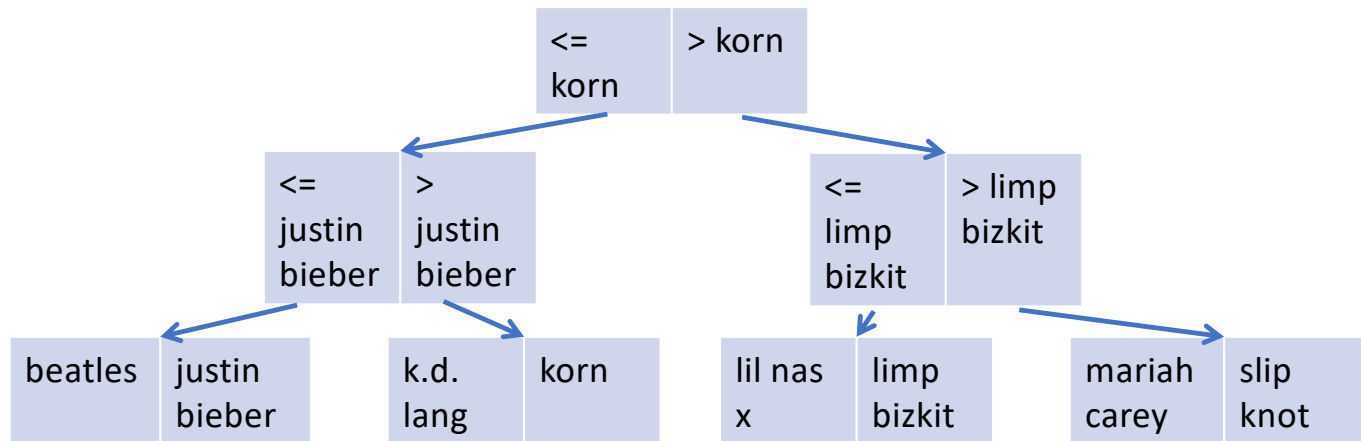 <=
korn
> korn
<=
justin
bieber
>
justin
bieber
<=
limp
bizkit
> limp
bizkit
beatles
justin
bieber
k.d.
lang
korn
lil nas
x
limp
bizkit
mariah
carey
slip
knot